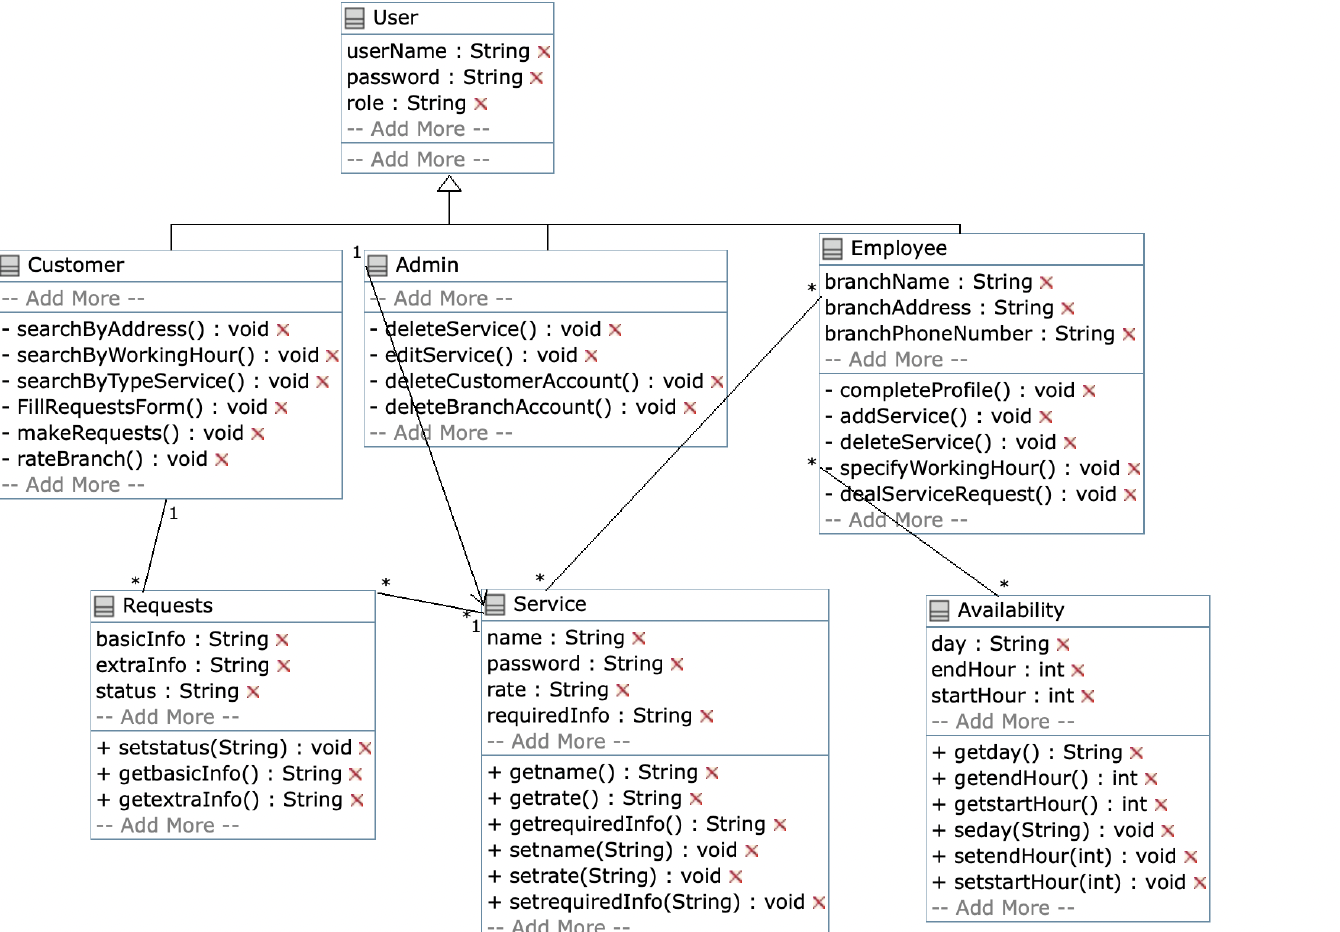 User
userName : String
password : String
role : String
-- Add More --
-- Add More --
Customer
-- Add More --
- searchByAddress() : void
- searchByWorkingHour() : void
- searchByTypeService() : void
- FillRequestsForm() : void
- makeRequests() : void
- rateBranch() : void
-- Add More --
1
1
Admin
-- Add More --
- deleteService() : void
- editService() : void
- deleteCustomerAccount() : void
- deleteBranchAccount() : void
-- Add More --
*
*
Employee
branchName : String
branchAddress : String
branchPhoneNumber : String
-- Add More --
- completeProfile() : void
- addService() : void
- deleteService() : void
- specifyWorkingHour() : void
- dealServiceRequest() : void
-- Add More --
*
Requests
basicInfo : String
extraInfo : String
status : String
-- Add More --
+ setstatus(String) : void
+ getbasicInfo() : String
+ getextraInfo() : String
-- Add More --
*
*
1
*
Service
name : String
password : String
rate : String
requiredInfo : String
-- Add More --
+ getname() : String
+ getrate() : String
+ getrequiredInfo() : String
+ setname(String) : void
+ setrate(String) : void
+ setrequiredInfo(String) : void
-- Add More --
*
Availability
day : String
endHour : int
startHour : int
-- Add More --
+ getday() : String
+ getendHour() : int
+ getstartHour() : int
+ seday(String) : void
+ setendHour(int) : void
+ setstartHour(int) : void
-- Add More --